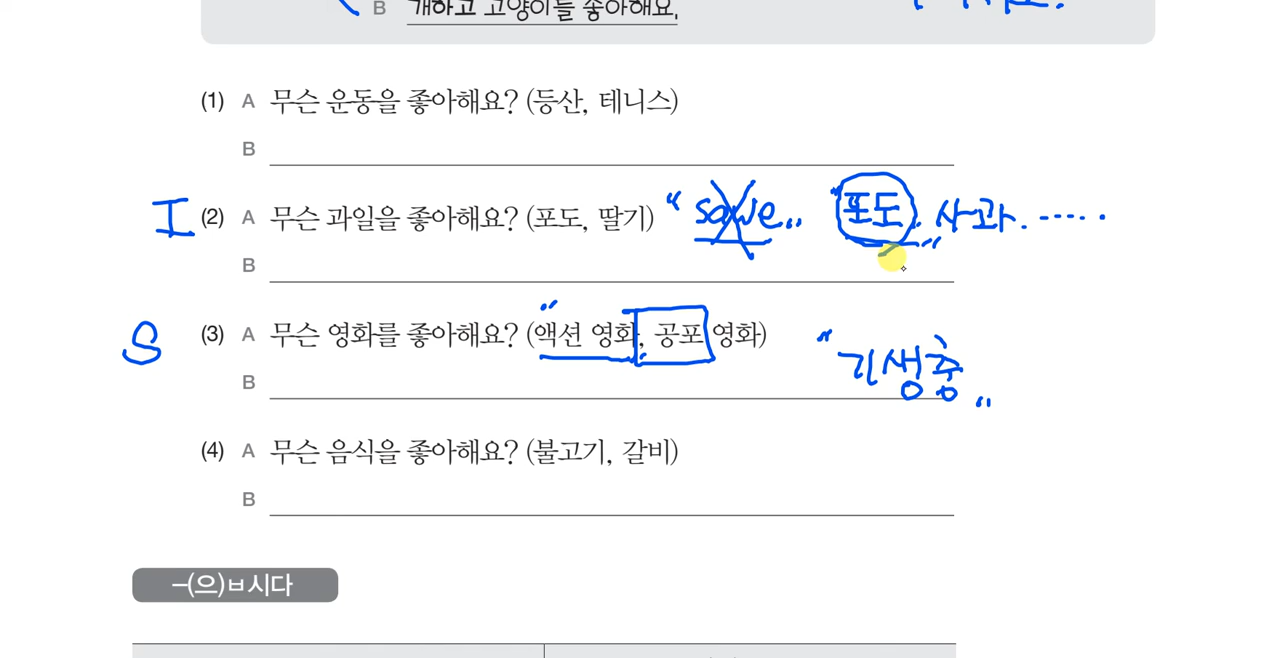 B 개하고 고양이를 좋아해요.
(1) A 무슨 운동을 좋아해요? (등산, 테니스)
B
I (2) A 무슨 과일을 좋아해요? (포도, 딸기) "some" "포도" 사과. .....
B
S (3) A 무슨 영화를 좋아해요? (액션 영화, 공포 영화) "기생충"
B
(4) A 무슨 음식을 좋아해요? (불고기, 갈비)
B
–(으)ㅂ시다